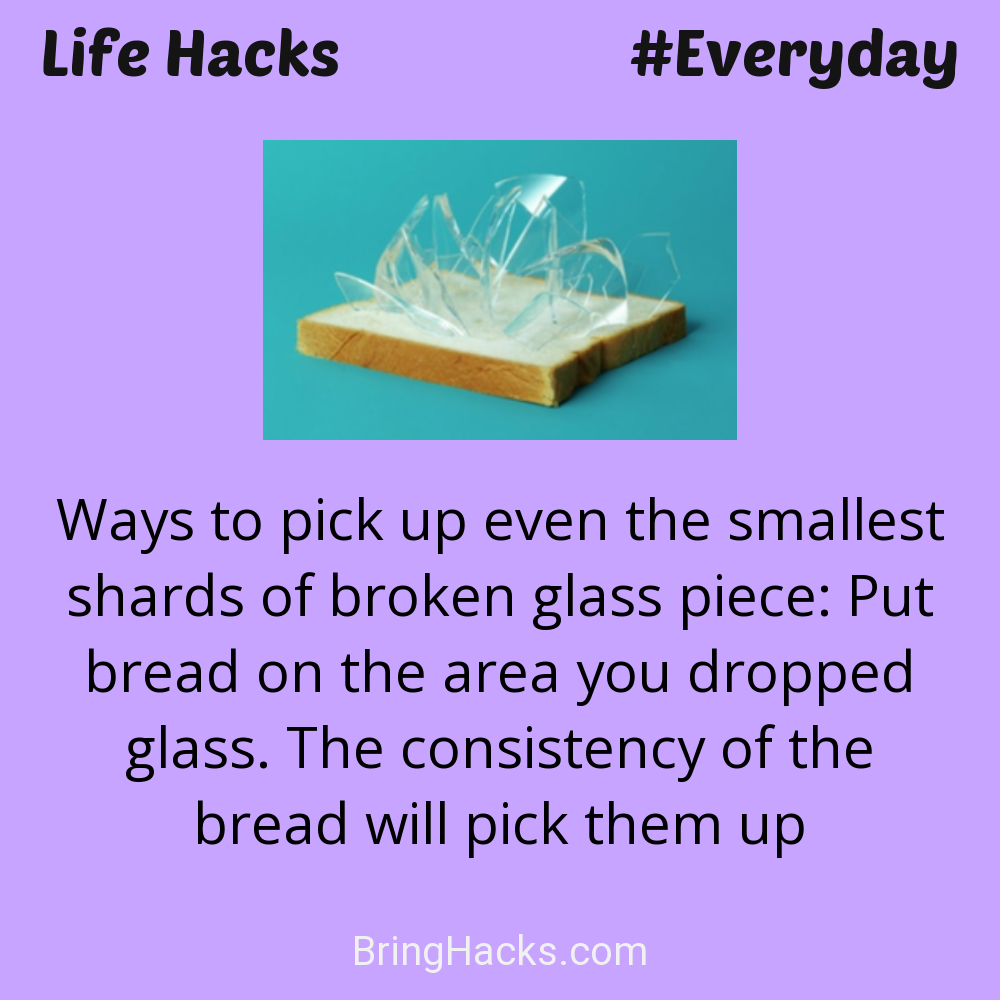 Life Hacks #Everyday
Ways to pick up even the smallest
shards of broken glass piece: Put
bread on the area you dropped
glass. The consistency of the
bread will pick them up
BringHacks.com